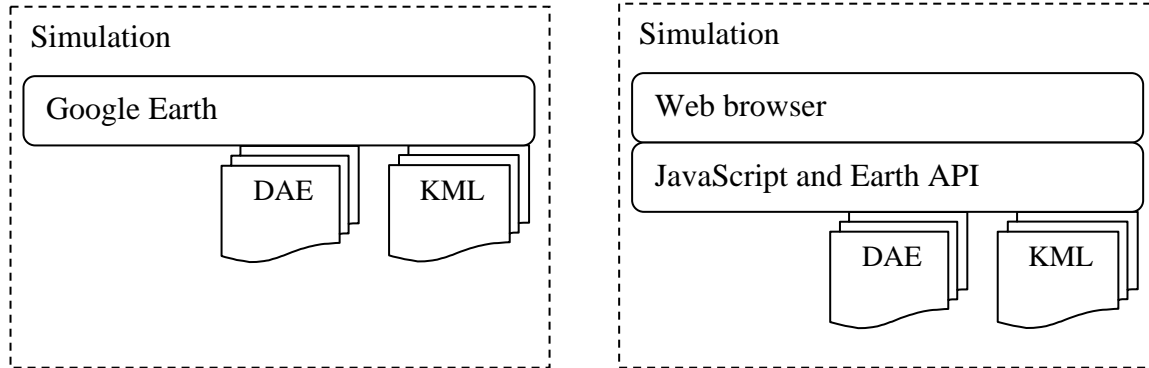 Simulation
Google Earth
DAE
KML
Simulation
Web browser
JavaScript and Earth API
DAE
KML